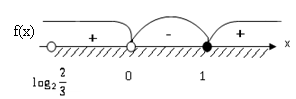 f(x)
+ - +
x
log₂ 2/3 0 1